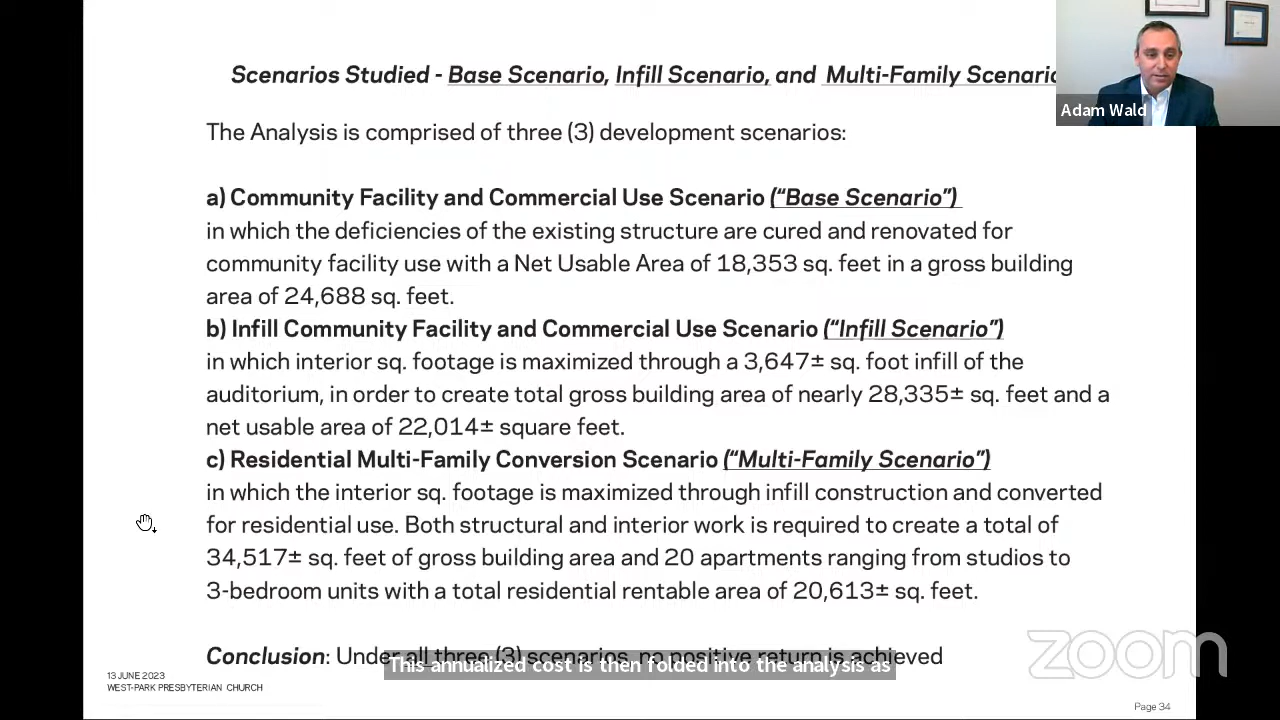 Scenarios Studied - Base Scenario, Infill Scenario, and Multi-Family Scenario
Adam Wald
The Analysis is comprised of three (3) development scenarios:
a) Community Facility and Commercial Use Scenario (“Base Scenario”)
in which the deficiencies of the existing structure are cured and renovated for
community facility use with a Net Usable Area of 18,353 sq. feet in a gross building
area of 24,688 sq. feet.
b) Infill Community Facility and Commercial Use Scenario (“Infill Scenario”)
in which interior sq. footage is maximized through a 3,647± sq. foot infill of the
auditorium, in order to create total gross building area of nearly 28,335± sq. feet and a
net usable area of 22,014± square feet.
c) Residential Multi-Family Conversion Scenario (“Multi-Family Scenario”)
in which the interior sq. footage is maximized through infill construction and converted
for residential use. Both structural and interior work is required to create a total of
34,517± sq. feet of gross building area and 20 apartments ranging from studios to
3-bedroom units with a total residential rentable area of 20,613± sq. feet.
Conclusion: Under all three (3) scenarios, no positive return is achieved
This annualized cost is then folded into the analysis as
zoom
13 JUNE 2023
WEST-PARK PRESBYTERIAN CHURCH
Page 34